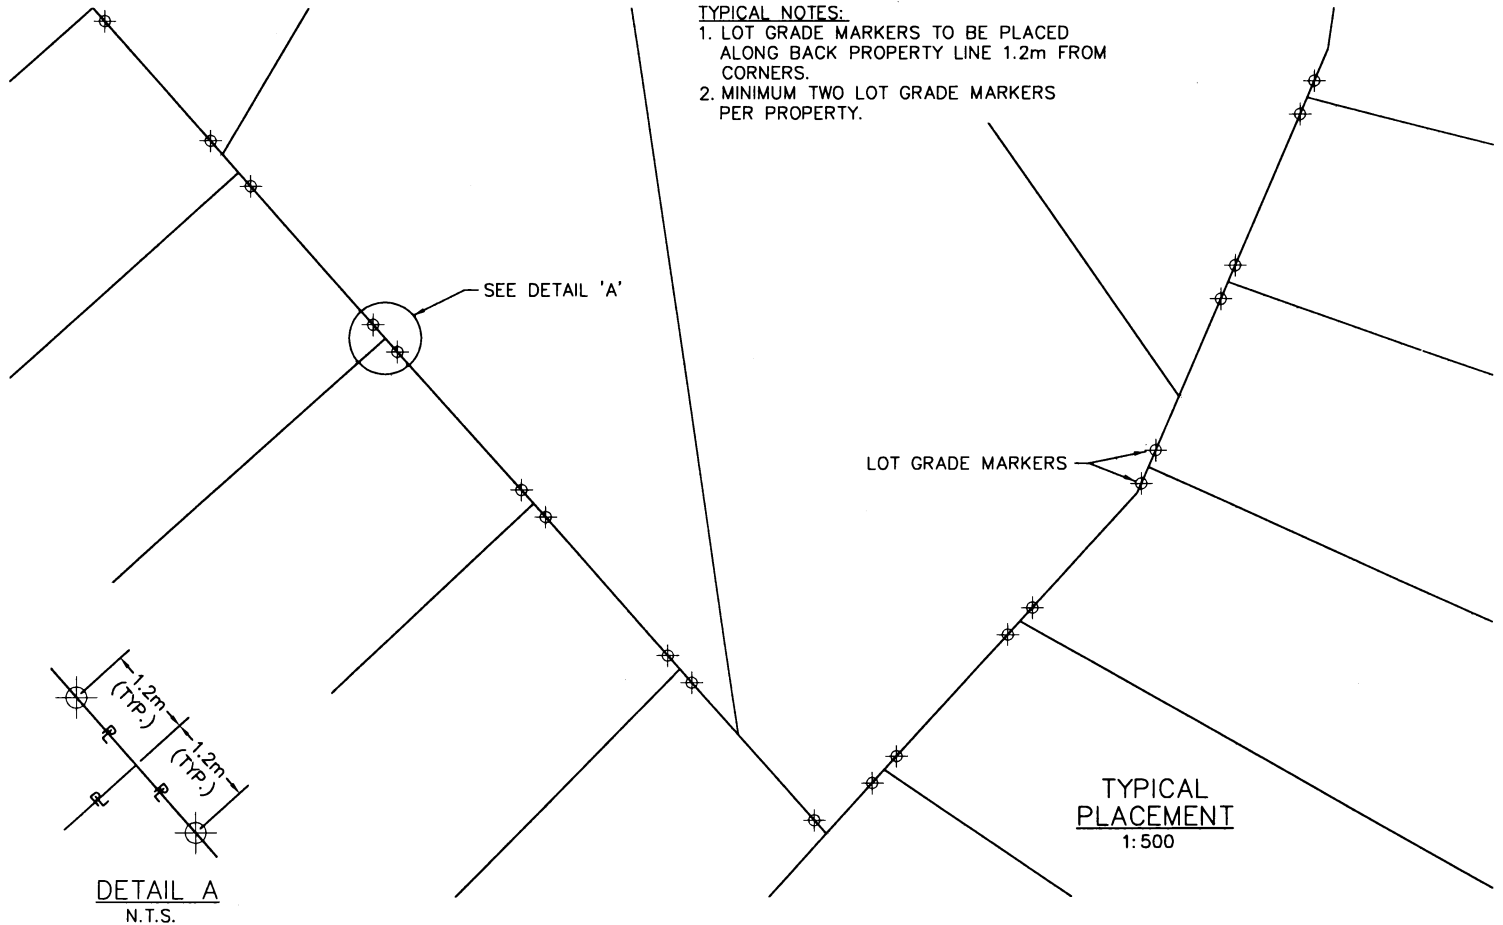 TYPICAL NOTES:
1. LOT GRADE MARKERS TO BE PLACED
ALONG BACK PROPERTY LINE 1.2m FROM
CORNERS.
2. MINIMUM TWO LOT GRADE MARKERS
PER PROPERTY.
SEE DETAIL 'A'
LOT GRADE MARKERS
1.2m
(TYP.)
1.2m
(TYP.)
PL
PL
PL
DETAIL A
N.T.S.
TYPICAL
PLACEMENT
1:500